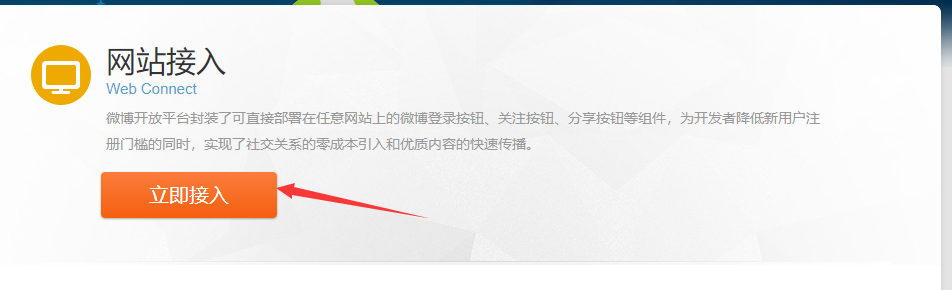 网站接入
Web Connect
微博开放平台封装了可直接部署在任意网站上的微博登录按钮、关注按钮、分享按钮等组件，为开发者降低新用户注
册门槛的同时，实现了社交关系的零成本引入和优质内容的快速传播。
立即接入